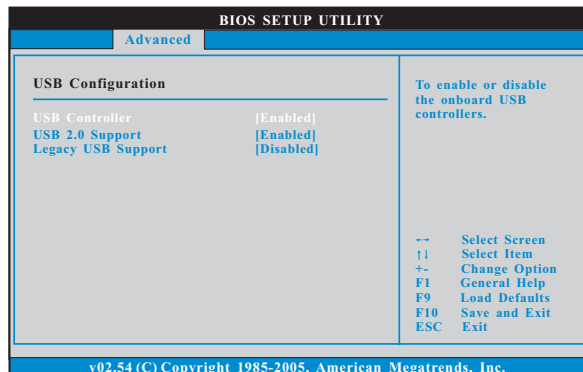 BIOS SETUP UTILITY
Advanced
USB Configuration
USB Controller [Enabled]
USB 2.0 Support [Enabled]
Legacy USB Support [Disabled]
To enable or disable
the onboard USB
controllers.
←→ Select Screen
↑↓ Select Item
+- Change Option
F1 General Help
F9 Load Defaults
F10 Save and Exit
ESC Exit
v02.54 (C) Copyright 1985-2005, American Megatrends, Inc.